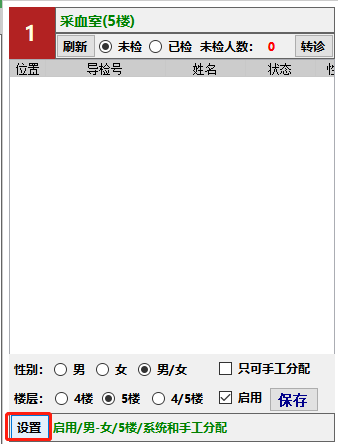 1
采血室(5楼)
刷新 未检 已检 未检人数: 0 转诊
位置 导检号 姓名 状态
性别: 男 女 男/女 只可手工分配
楼层: 4楼 5楼 4/5楼 启用 保存
设置 启用/男-女/5楼/系统和手工分配